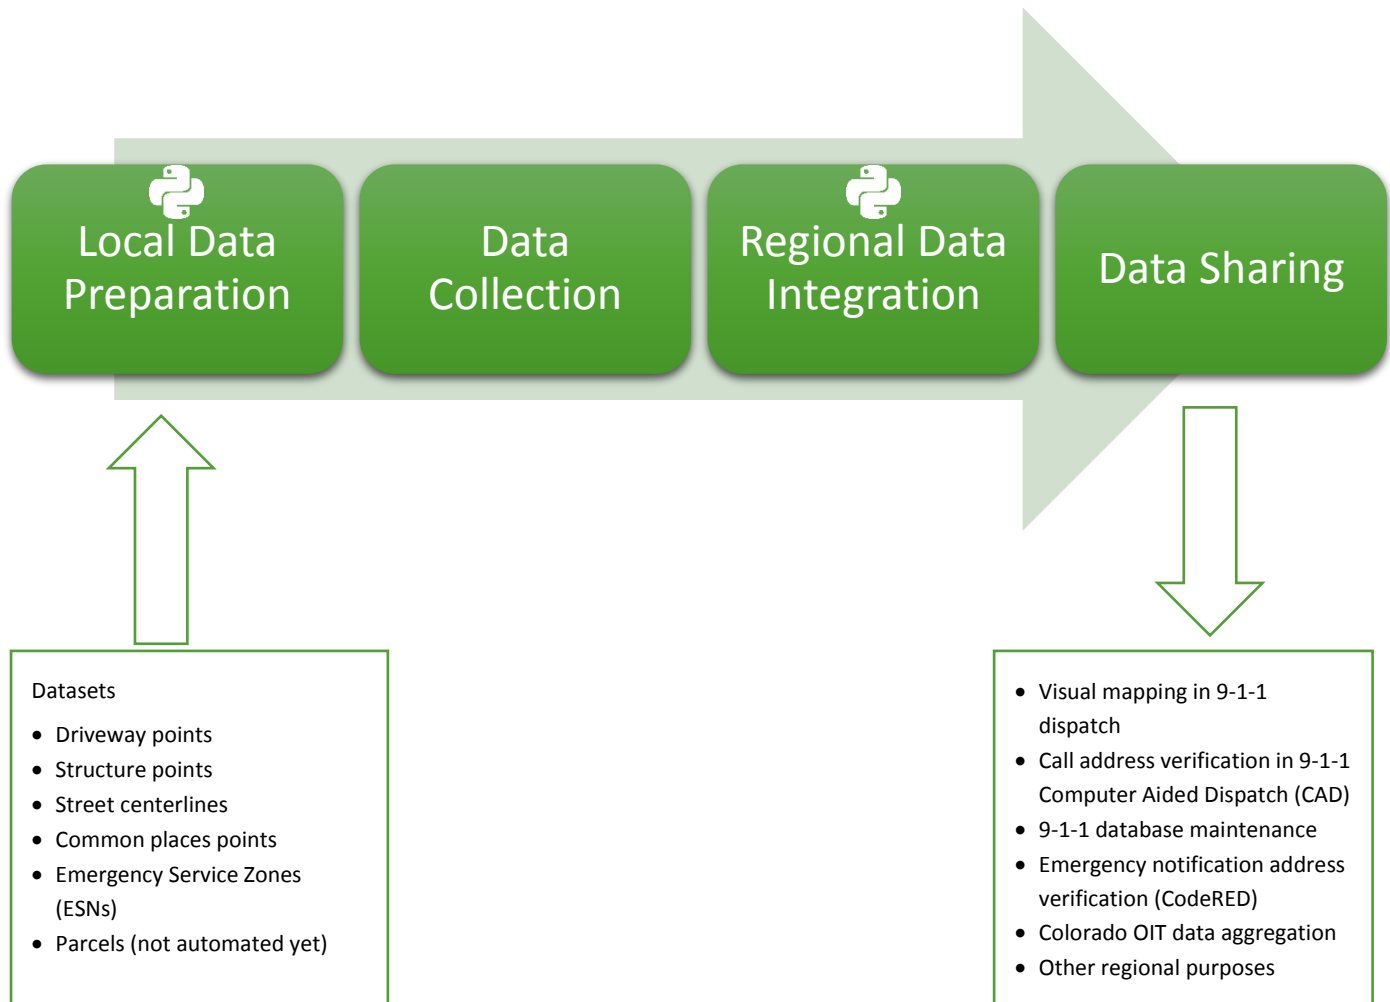 Local Data
Preparation
Data
Collection
Regional Data
Integration
Data Sharing
Datasets
• Driveway points
• Structure points
• Street centerlines
• Common places points
• Emergency Service Zones
(ESNs)
• Parcels (not automated yet)
• Visual mapping in 9-1-1
dispatch
• Call address verification in 9-1-1
Computer Aided Dispatch (CAD)
• 9-1-1 database maintenance
• Emergency notification address
verification (CodeRED)
• Colorado OIT data aggregation
• Other regional purposes